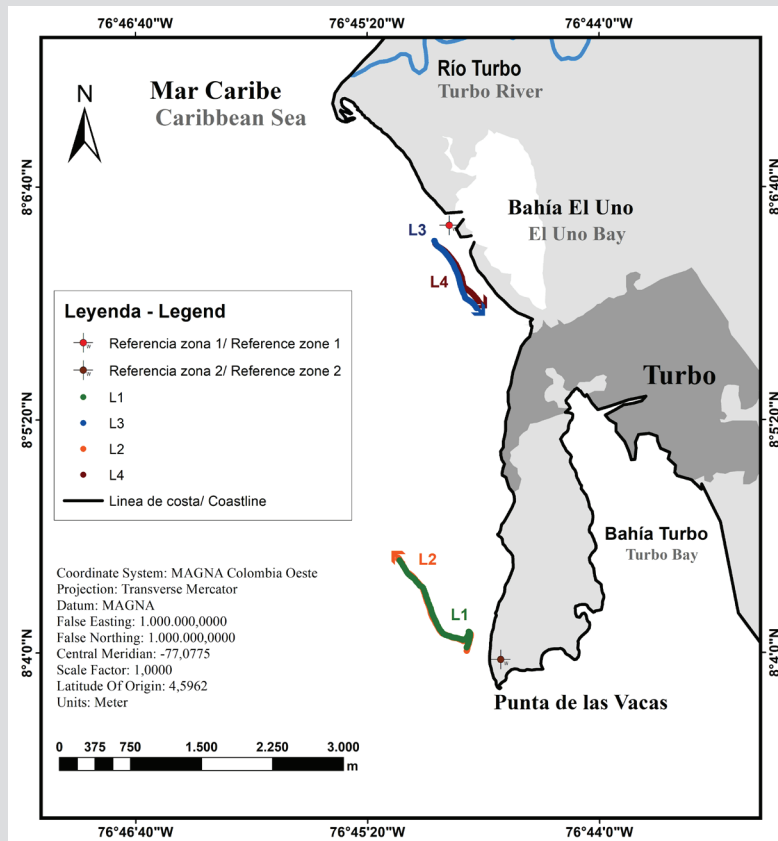 76°46'40"W 76°45'20"W 76°44'0"W
N
Mar Caribe
Caribbean Sea
Río Turbo
Turbo River
8°6'40"N
8°6'40"N
Bahía El Uno
El Uno Bay
L3
L4
Leyenda - Legend
Referencia zona 1/ Reference zone 1
Referencia zona 2/ Reference zone 2
L1
L3
L2
L4
Linea de costa/ Coastline
Turbo
8°5'20"N
8°5'20"N
Bahía Turbo
Turbo Bay
L2
L1
Coordinate System: MAGNA Colombia Oeste
Projection: Transverse Mercator
Datum: MAGNA
False Easting: 1.000.000,0000
False Northing: 1.000.000,0000
Central Meridian: -77,0775
Scale Factor: 1,0000
Latitude Of Origin: 4,5962
Units: Meter
8°4'0"N
8°4'0"N
Punta de las Vacas
0 375 750 1.500 2.250 3.000
m
76°46'40"W 76°45'20"W 76°44'0"W